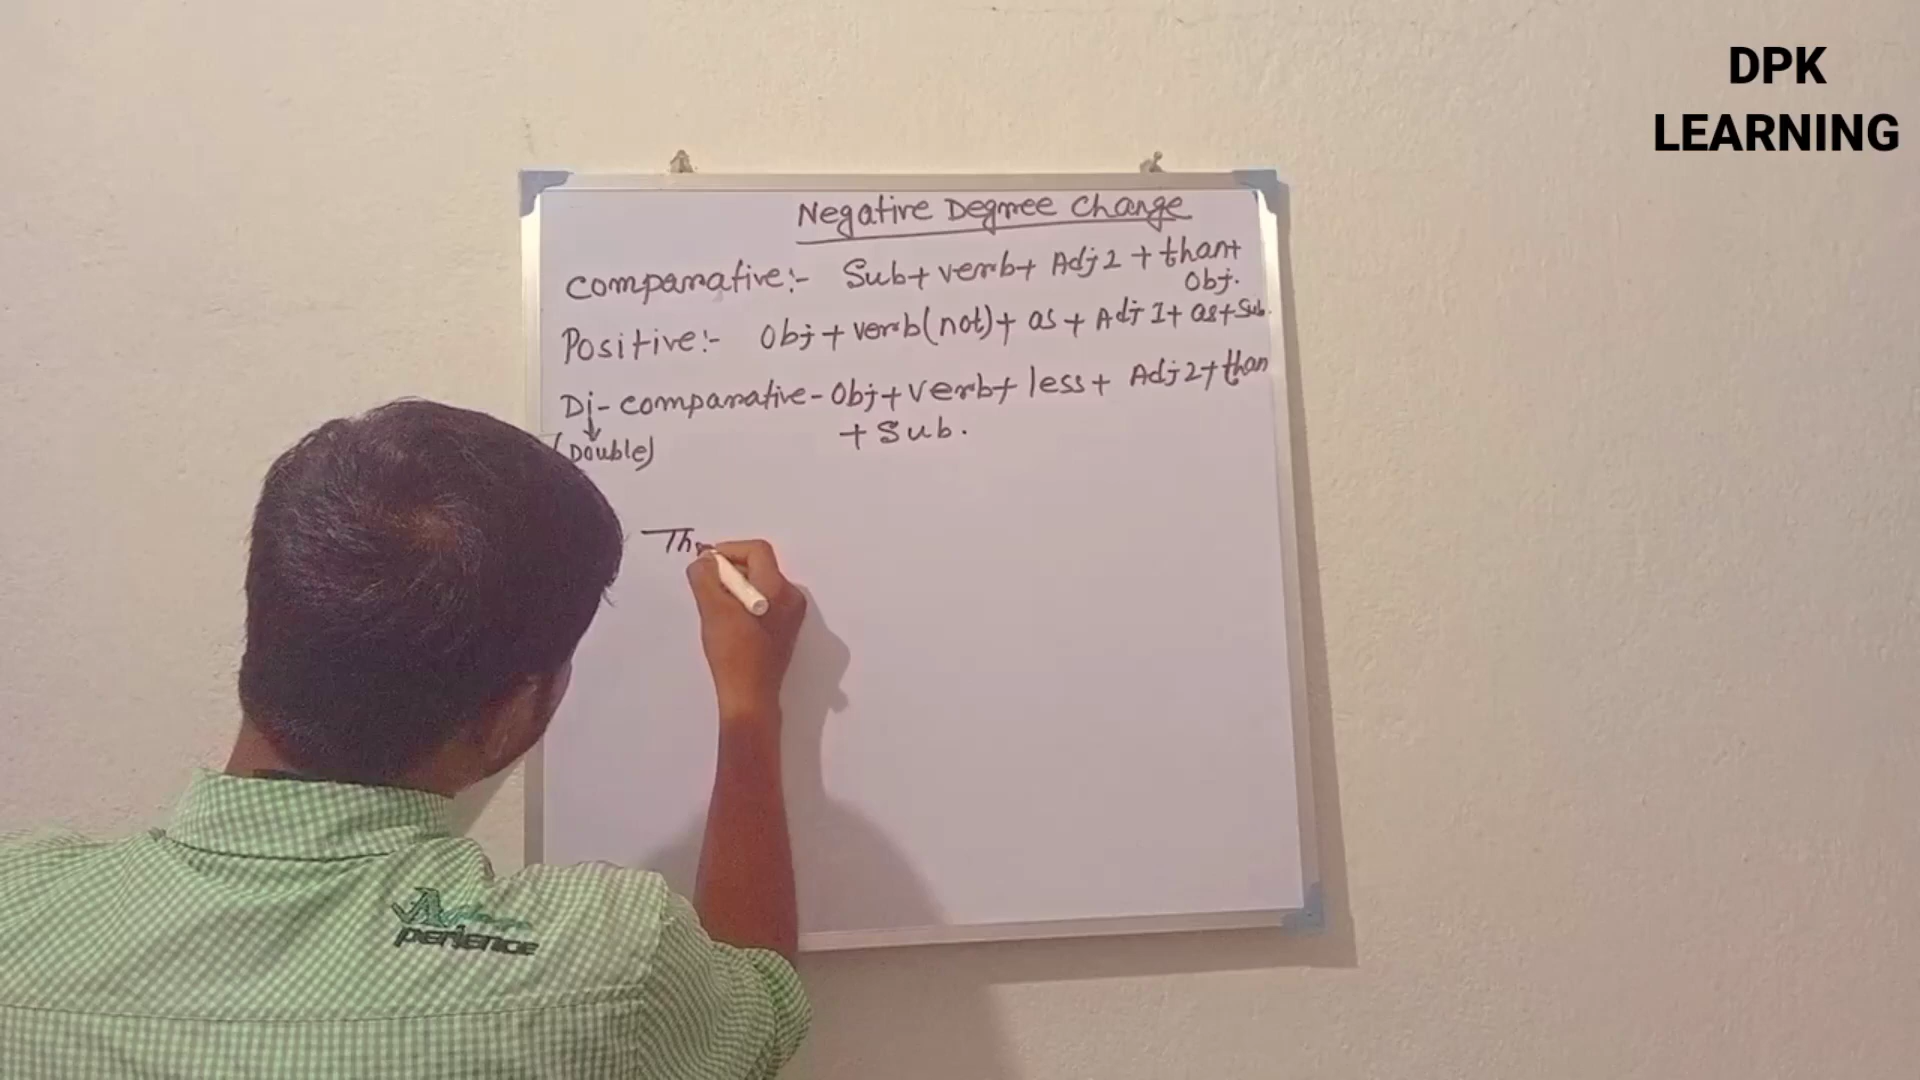 DPK
LEARNING
Negative Degree Change
Comparative:- Sub+ verb+ Adj 2 + than+
Obj.
Positive:- Obj + verb(not)+ as + Adj 1+ as+Sub.
Di-comparative-Obj+verb+ less+ Adj 2+than
+ Sub.
(Double)
Th
perience